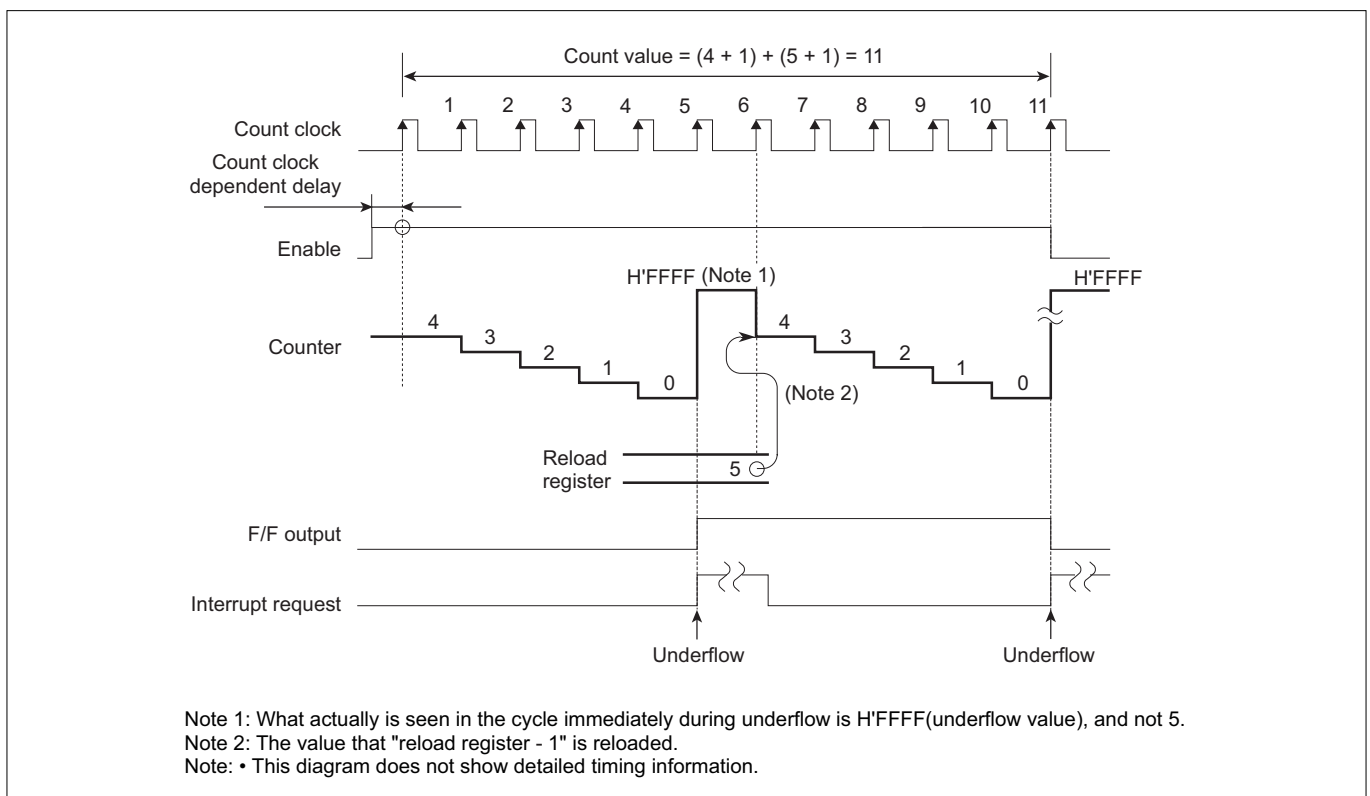 Count value = (4 + 1) + (5 + 1) = 11
1 2 3 4 5 6 7 8 9 10 11
Count clock
Count clock
dependent delay
Enable
H'FFFF (Note 1)
H'FFFF
Counter
4 3 2 1 0 4 3 2 1 0
(Note 2)
Reload
register
5
F/F output
Interrupt request
Underflow
Underflow
Note 1: What actually is seen in the cycle immediately during underflow is H'FFFF(underflow value), and not 5.
Note 2: The value that "reload register - 1" is reloaded.
Note: • This diagram does not show detailed timing information.